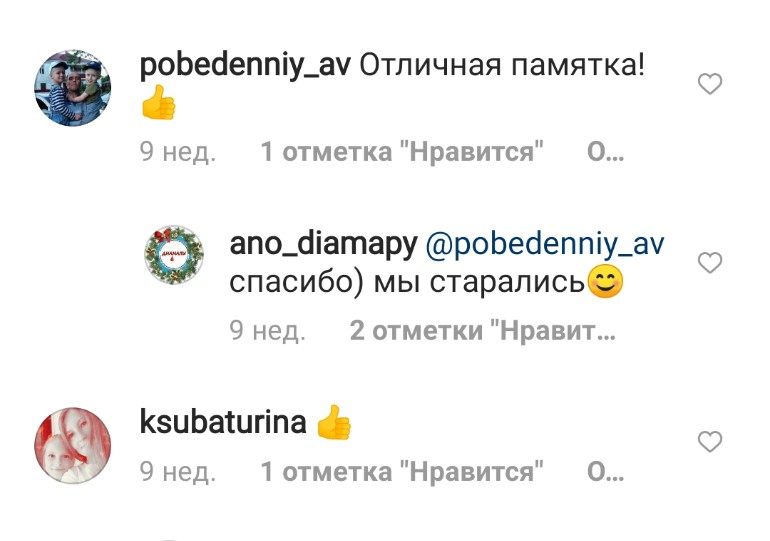 pobedenniy_av Отличная памятка!
👍
9 нед. 1 отметка "Нравится" О...
ano_diamapy @pobedenniy_av
спасибо) мы старались😊
9 нед. 2 отметки "Нравит...
ksubaturina 👍
9 нед. 1 отметка "Нравится" О...